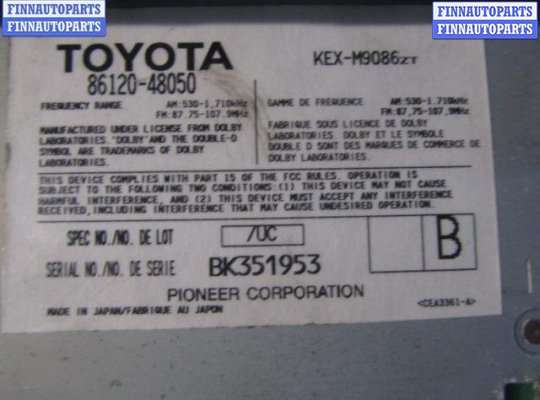 FINNAUTOPARTS
FINNAUTOPARTS
FINNAUTOPARTS
FINNAUTOPARTS
FINNAUTOPARTS
FINNAUTOPARTS
TOYOTA
KEX-M9086ZT
86120-48050
FREQUENCY RANGE AM:530-1,710kHz
FM:87.75-107.9MHz
GAMME DE FREQUENCE AM:530-1,710kHz
FM:87,75-107,9MHz
MANUFACTURED UNDER LICENSE FROM DOLBY
LABORATORIES. "DOLBY" AND THE DOUBLE-D
SYMBOL ARE TRADEMARKS OF DOLBY
LABORATORIES.
FABRIQUE SOUS LICENCE DE DOLBY
LABORATORIES. DOLBY ET LE SYMBOLE
DOUBLE D SONT DES MARQUES DE COMMERCE DE
DOLBY LABORATORIES.
THIS DEVICE COMPLIES WITH PART 15 OF THE FCC RULES. OPERATION IS
SUBJECT TO THE FOLLOWING TWO CONDITIONS:(1) THIS DEVICE MAY NOT CAUSE
HARMFUL INTERFERENCE, AND (2) THIS DEVICE MUST ACCEPT ANY INTERFERENCE
RECEIVED,INCLUDING INTERFERENCE THAT MAY CAUSE UNDESIRED OPERATION.
SPEC NO./NO. DE LOT /UC
B
SERIAL NO./NO. DE SERIE BK351953
PIONEER CORPORATION
MADE IN JAPAN/FABRIQUE AU JAPON
<CEA3361-A>